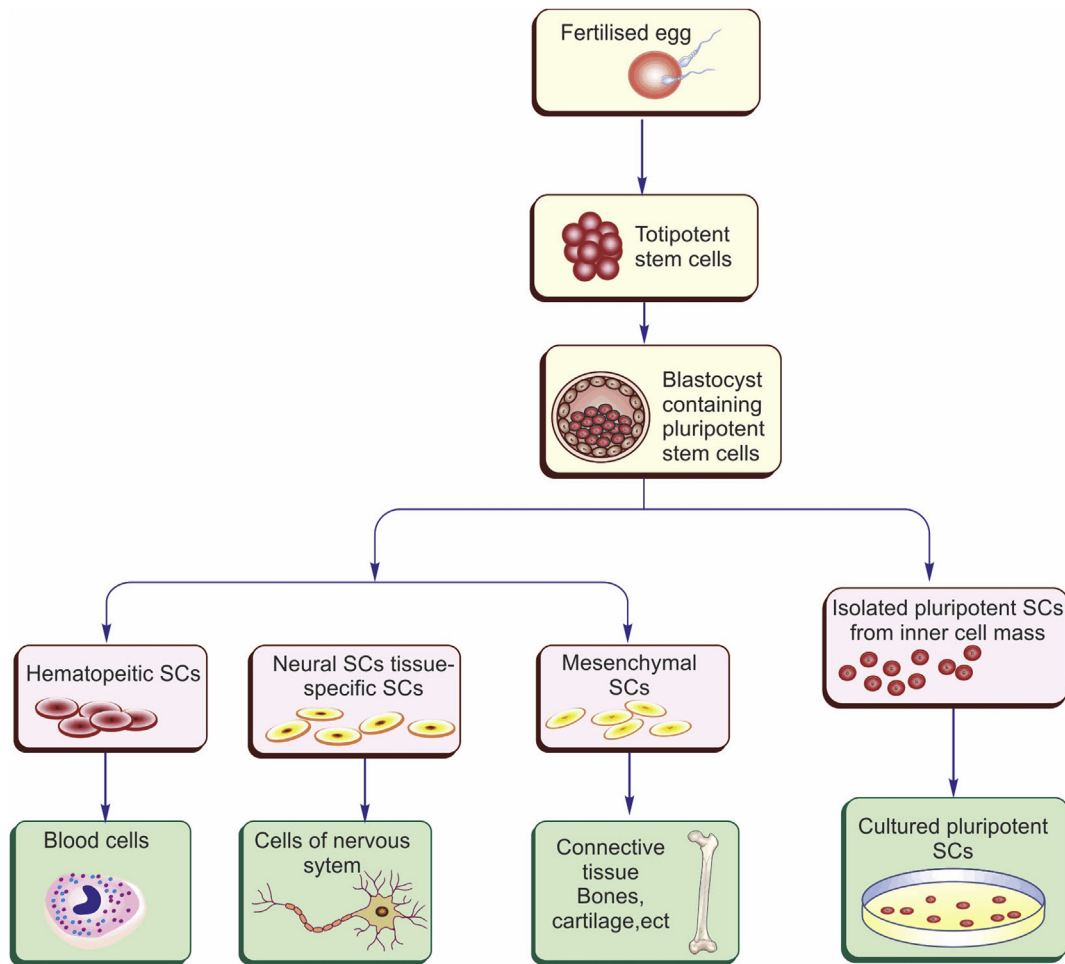 Fertilised egg
Totipotent
stem cells
Blastocyst
containing
pluripotent
stem cells
Hematopeitic SCs
Neural SCs tissue-
specific SCs
Mesenchymal
SCs
Isolated pluripotent SCs
from inner cell mass
Blood cells
Cells of nervous
sytem
Connective
tissue
Bones,
cartilage,ect
Cultured pluripotent
SCs